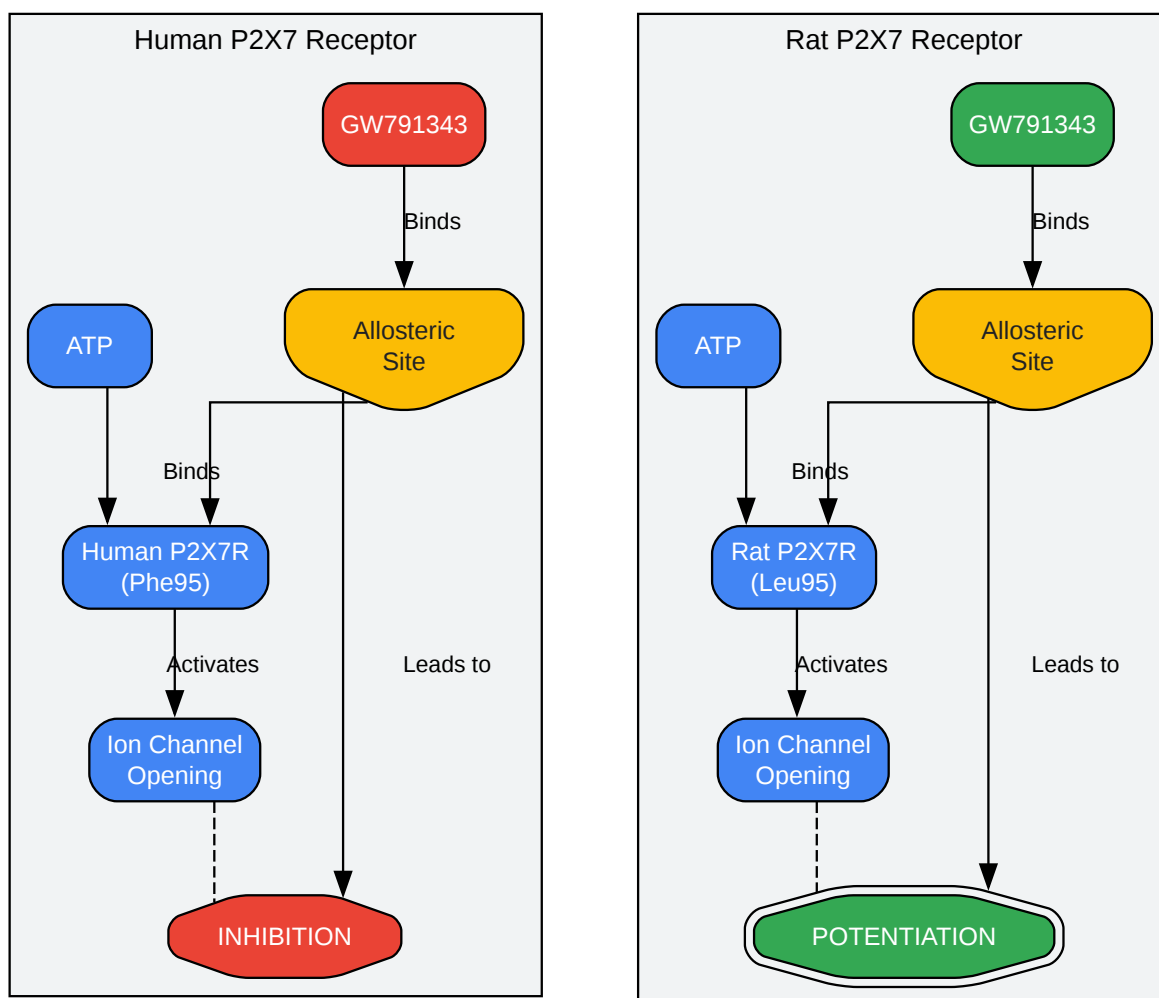 Human P2X7 Receptor
GW791343
Binds
ATP
Allosteric
Site
Binds
Human P2X7R
(Phe95)
Activates
Leads to
Ion Channel
Opening
INHIBITION
Rat P2X7 Receptor
GW791343
Binds
ATP
Allosteric
Site
Binds
Rat P2X7R
(Leu95)
Activates
Leads to
Ion Channel
Opening
POTENTIATION